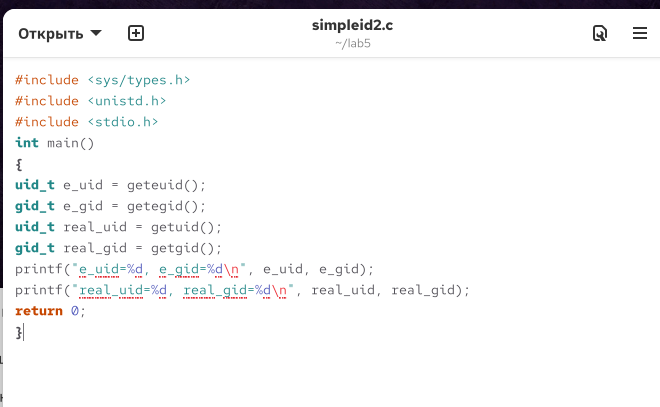 Открыть
simpleid2.c
~/lab5
#include <sys/types.h>
#include <unistd.h>
#include <stdio.h>
int main()
{
uid_t e_uid = geteuid();
gid_t e_gid = getegid();
uid_t real_uid = getuid();
gid_t real_gid = getgid();
printf("e_uid=%d, e_gid=%d\n", e_uid, e_gid);
printf("real_uid=%d, real_gid=%d\n", real_uid, real_gid);
return 0;
}